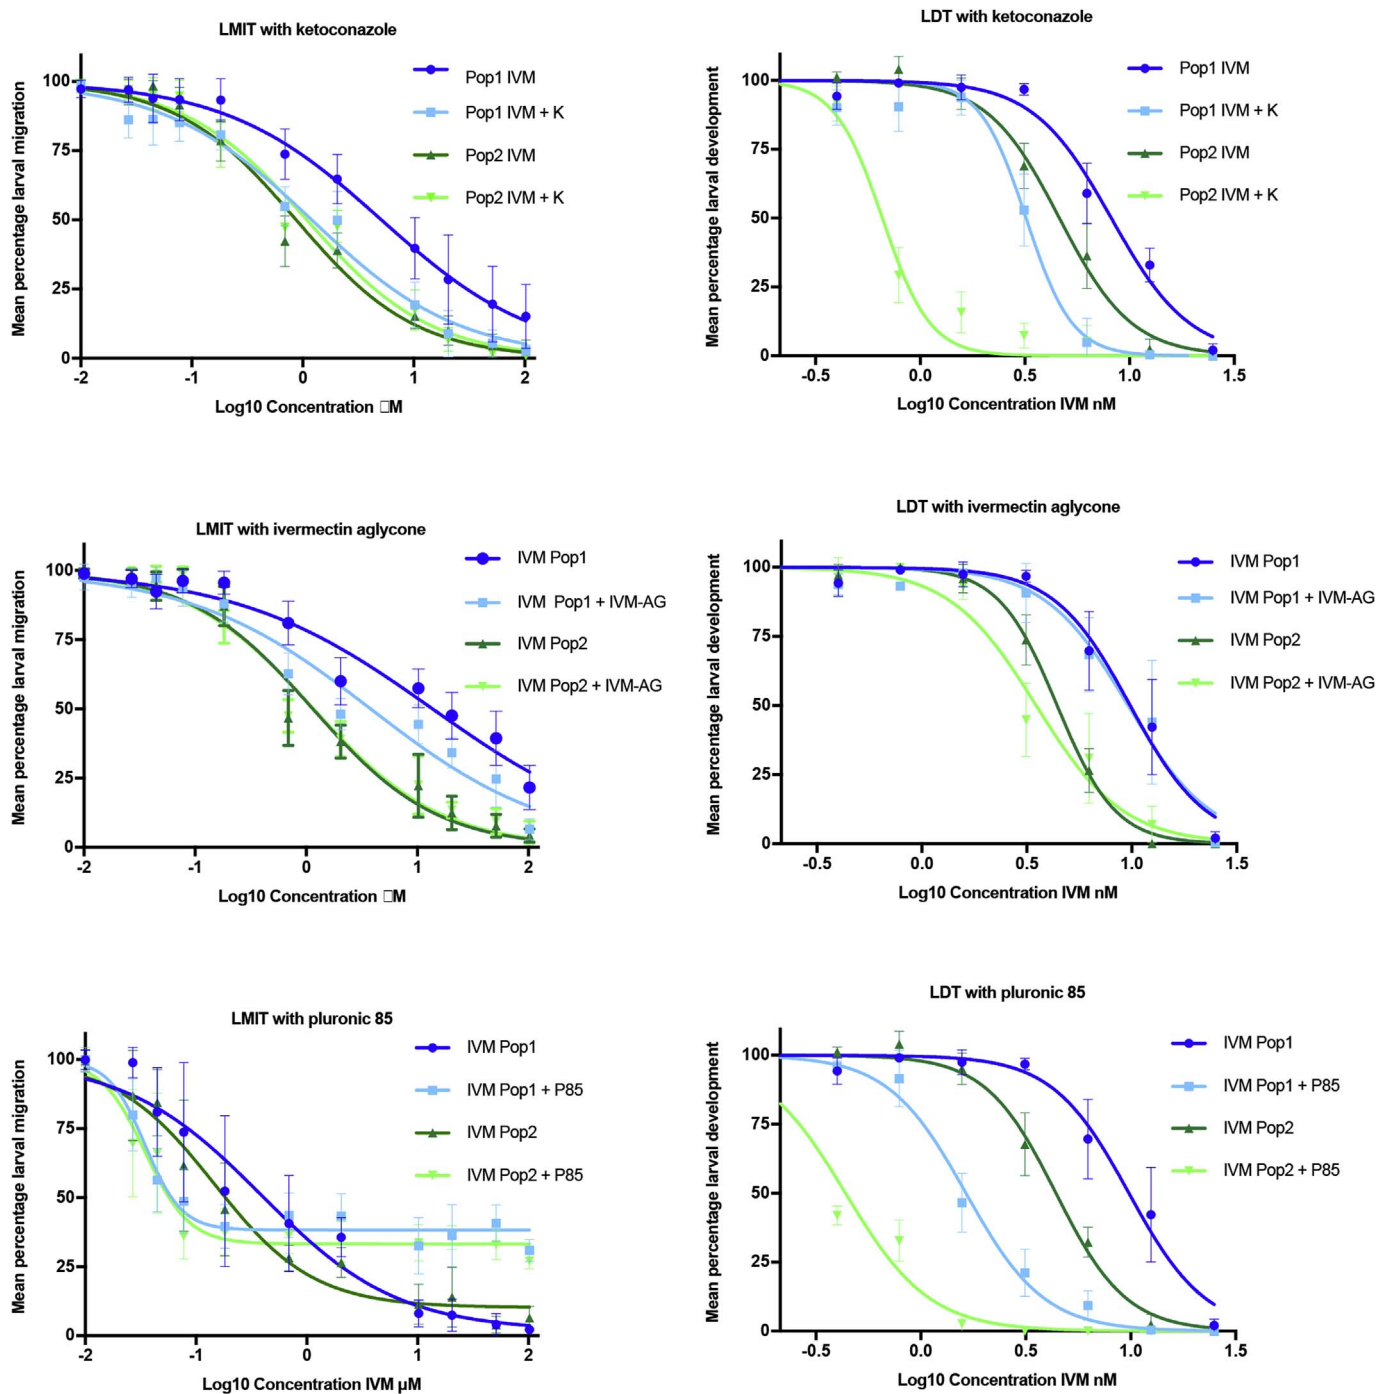 LMIT with ketoconazole
Mean percentage larval migration
100
75
50
25
0
-2
-1
0
1
2
Log10 Concentration □M
Pop1 IVM
Pop1 IVM + K
Pop2 IVM
Pop2 IVM + K
LDT with ketoconazole
Mean percentage larval development
100
75
50
25
0
-0.5
0.0
0.5
1.0
1.5
Log10 Concentration IVM nM
Pop1 IVM
Pop1 IVM + K
Pop2 IVM
Pop2 IVM + K
LMIT with ivermectin aglycone
Mean percentage larval migration
100
75
50
25
0
-2
-1
0
1
2
Log10 Concentration □M
IVM Pop1
IVM Pop1 + IVM-AG
IVM Pop2
IVM Pop2 + IVM-AG
LDT with ivermectin aglycone
Mean percentage larval development
100
75
50
25
0
-0.5
0.0
0.5
1.0
1.5
Log10 Concentration IVM nM
IVM Pop1
IVM Pop1 + IVM-AG
IVM Pop2
IVM Pop2 + IVM-AG
LMIT with pluronic 85
Mean percentage larval migration
100
75
50
25
0
-2
-1
0
1
2
Log10 Concentration IVM µM
IVM Pop1
IVM Pop1 + P85
IVM Pop2
IVM Pop2 + P85
LDT with pluronic 85
Mean percentage larval development
100
75
50
25
0
-0.5
0.0
0.5
1.0
1.5
Log10 Concentration IVM nM
IVM Pop1
IVM Pop1 + P85
IVM Pop2
IVM Pop2 + P85